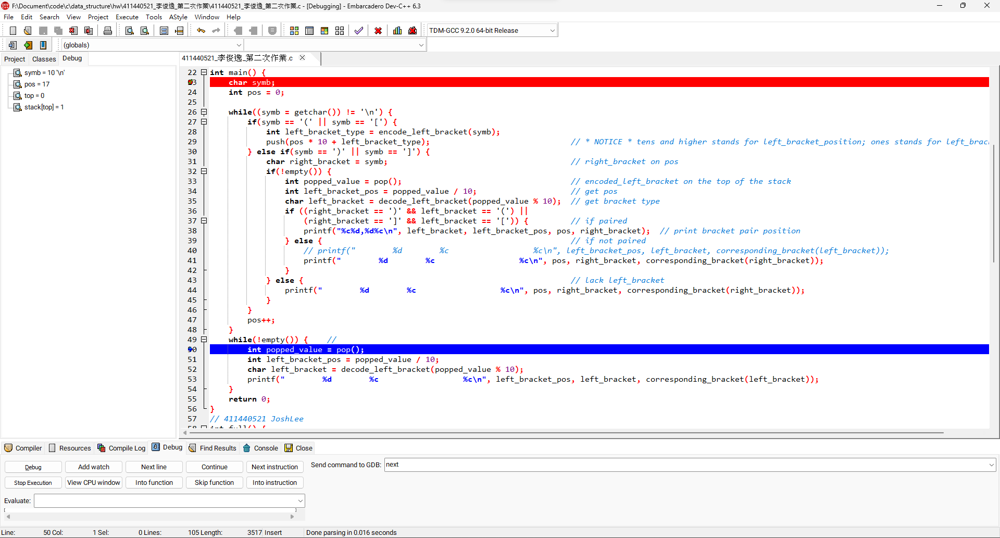 F:\Document\code\c\data_structure\hw\411440521_李俊逸_第二次作業\411440521_李俊逸_第二次作業.c - [Debugging] - Embarcadero Dev-C++ 6.3
File Edit Search View Project Execute Tools AStyle Window Help
TDM-GCC 9.2.0 64-bit Release
(globals)
Project Classes Debug
411440521_李俊逸_第二次作業.c
symb = 10 '\n'
pos = 17
top = 0
stack[top] = 1
22 int main() {
23 char symb;
24 int pos = 0;
25
26 while((symb = getchar()) != '\n') {
27 if(symb == '(' || symb == '[') {
28 int left_bracket_type = encode_left_bracket(symb);
29 push(pos * 10 + left_bracket_type); // * NOTICE * tens and higher stands for left_bracket_position; ones stands for left_brac
30 } else if(symb == ')' || symb == ']') {
31 char right_bracket = symb; // right_bracket on pos
32 if(!empty()) {
33 int popped_value = pop(); // encoded_left_bracket on the top of the stack
34 int left_bracket_pos = popped_value / 10; // get pos
35 char left_bracket = decode_left_bracket(popped_value % 10); // get bracket type
36 if ((right_bracket == ')' && left_bracket == '(') ||
37 (right_bracket == ']' && left_bracket == '[')) { // if paired
38 printf("%c%d,%d%c\n", left_bracket, left_bracket_pos, pos, right_bracket); // print bracket pair position
39 } else { // if not paired
40 // printf(" %d %c %c\n", left_bracket_pos, left_bracket, corresponding_bracket(left_bracket));
41 printf(" %d %c %c\n", pos, right_bracket, corresponding_bracket(right_bracket));
42 }
43 } else { // lack left_bracket
44 printf(" %d %c %c\n", pos, right_bracket, corresponding_bracket(right_bracket));
45 }
46 }
47 pos++;
48 }
49 while(!empty()) { //
50 int popped_value = pop();
51 int left_bracket_pos = popped_value / 10;
52 char left_bracket = decode_left_bracket(popped_value % 10);
53 printf(" %d %c %c\n", left_bracket_pos, left_bracket, corresponding_bracket(left_bracket));
54 }
55 return 0;
56 }
57 // 411440521 JoshLee
58 int full() {
Compiler Resources Compile Log Debug Find Results Console Close
Debug Add watch Next line Continue Next instruction Send command to GDB: next
Stop Execution View CPU window Into function Skip function Into instruction
Evaluate:
Line: 50 Col: 1 Sel: 0 Lines: 105 Length: 3517 Insert Done parsing in 0.016 seconds